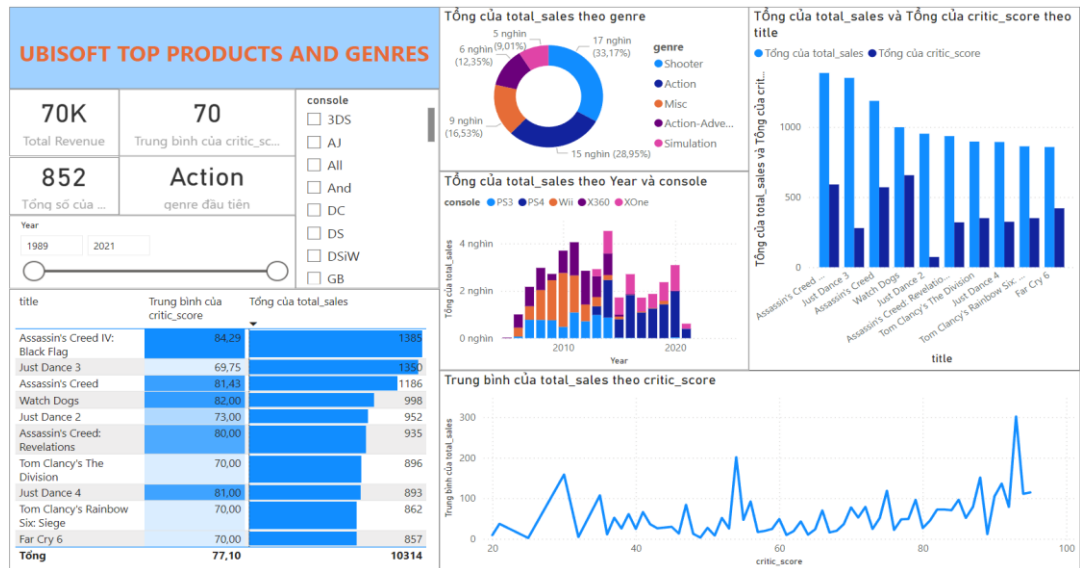 UBISOFT TOP PRODUCTS AND GENRES
70K
Total Revenue
70
Trung bình của critic_sc...
852
Tổng số của ...
Action
genre đầu tiên
Year
1989
2021
console
3DS
AJ
All
And
DC
DS
DSiW
GB
title
Trung bình của
critic_score
Tổng của total_sales
Assassin's Creed IV:
Black Flag
84,29
1385
Just Dance 3
69,75
1350
Assassin's Creed
81,43
1186
Watch Dogs
82,00
998
Just Dance 2
73,00
952
Assassin's Creed:
Revelations
80,00
935
Tom Clancy's The
Division
70,00
896
Just Dance 4
81,00
893
Tom Clancy's Rainbow
Six: Siege
70,00
862
Far Cry 6
70,00
857
Tổng
77,10
10314
Tổng của total_sales theo genre
5 nghìn
(9,01%)
6 nghìn
(12,35%)
9 nghìn
(16,53%)
17 nghìn
(33,17%)
15 nghìn (28,95%)
genre
Shooter
Action
Misc
Action-Adve...
Simulation
Tổng của total_sales theo Year và console
console
PS3
PS4
Wii
X360
XOne
Tổng của total_sales
4 nghìn
2 nghìn
0 nghìn
2010
2020
Year
Tổng của total_sales và Tổng của critic_score theo
title
Tổng của total_sales
Tổng của critic_score
Tổng của total_sales và Tổng của crit...
1000
500
0
Assassin's Creed ...
Just Dance 3
Assassin's Creed
Watch Dogs
Just Dance 2
Assassin's Creed: Revelatio...
Tom Clancy's The Division
Just Dance 4
Tom Clancy's Rainbow Six: ...
Far Cry 6
title
Trung bình của total_sales theo critic_score
Trung bình của total_sales
300
200
100
0
20
40
60
80
100
critic_score